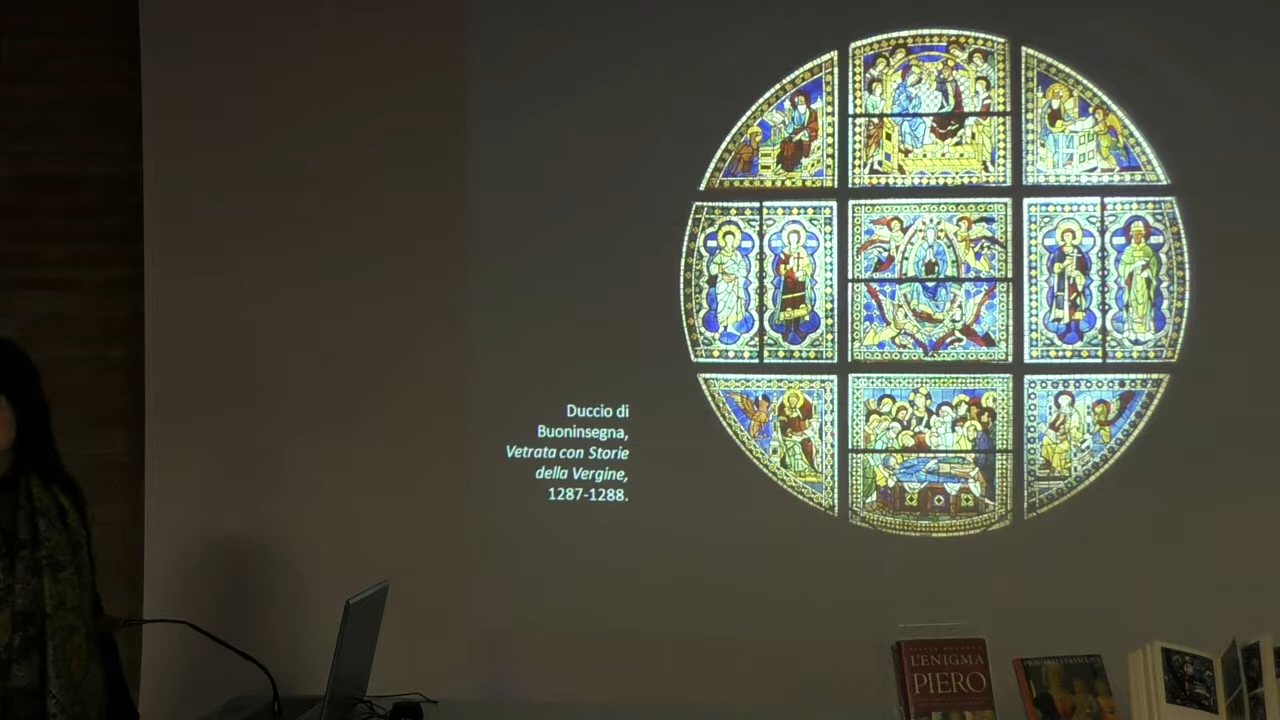 Duccio di
Buoninsegna,
Vetrata con Storie
della Vergine,
1287-1288.
L'ENIGMA
PIERO